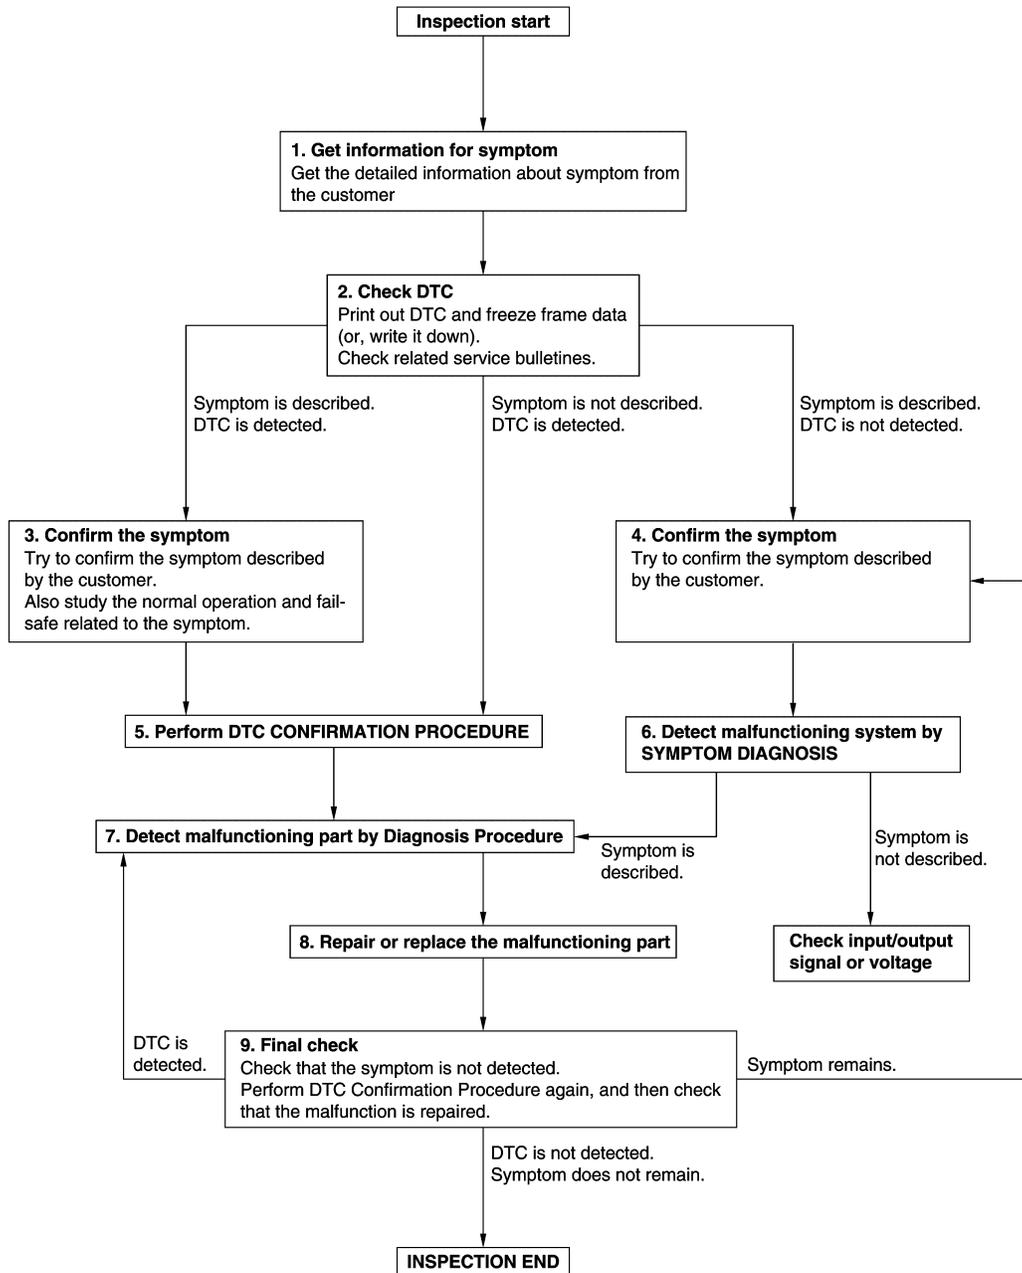 Inspection start
1. Get information for symptom
Get the detailed information about symptom from
the customer
2. Check DTC
Print out DTC and freeze frame data
(or, write it down).
Check related service bulletines.
Symptom is described.
DTC is detected.
Symptom is not described.
DTC is detected.
Symptom is described.
DTC is not detected.
3. Confirm the symptom
Try to confirm the symptom described
by the customer.
Also study the normal operation and fail-
safe related to the symptom.
4. Confirm the symptom
Try to confirm the symptom described
by the customer.
5. Perform DTC CONFIRMATION PROCEDURE
6. Detect malfunctioning system by
SYMPTOM DIAGNOSIS
7. Detect malfunctioning part by Diagnosis Procedure
Symptom is
described.
Symptom is
not described.
8. Repair or replace the malfunctioning part
Check input/output
signal or voltage
DTC is
detected.
9. Final check
Check that the symptom is not detected.
Perform DTC Confirmation Procedure again, and then check
that the malfunction is repaired.
Symptom remains.
DTC is not detected.
Symptom does not remain.
INSPECTION END